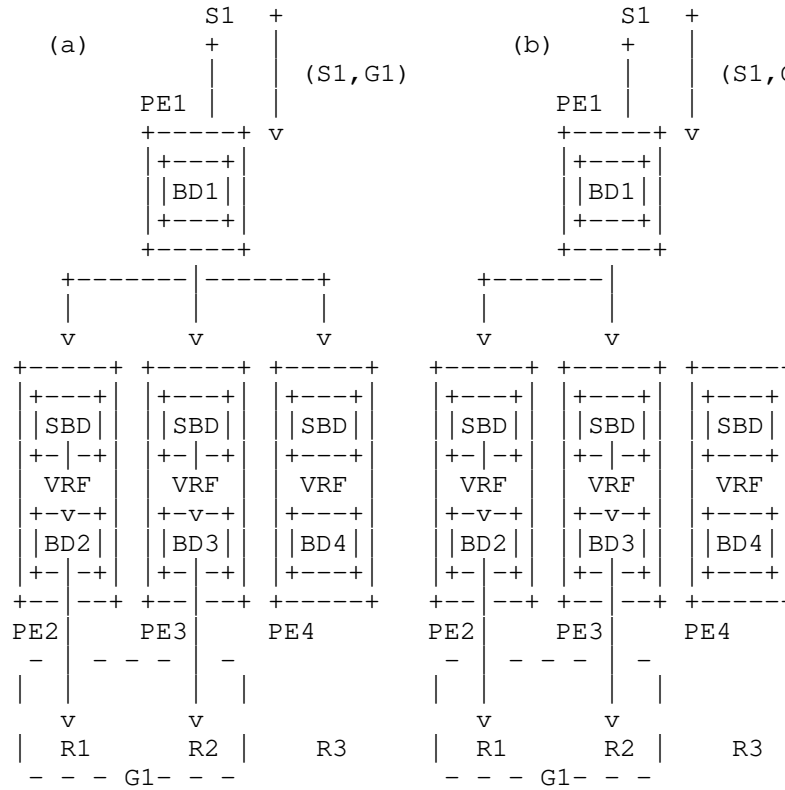 S1 + S1 +
(a) + | (b) + |
| | (S1,G1) | | (S1,G
PE1 | | PE1 | |
+-----+ v +-----+ v
|+---+| |+---+|
||BD1|| ||BD1||
|+---+| |+---+|
+-----+ +-----+
+-------|-------+ +-------|
| | | | |
v v v v v
+-----+ +-----+ +-----+ +-----+ +-----+ +-----
|+---+| |+---+| |+---+| |+---+| |+---+| |+---+
||SBD|| ||SBD|| ||SBD|| ||SBD|| ||SBD|| ||SBD|
|+-|-+| |+-|-+| |+---+| |+-|-+| |+-|-+| |+---+
| VRF | | VRF | | VRF | | VRF | | VRF | | VRF
|+-v-+| |+-v-+| |+---+| |+-v-+| |+-v-+| |+---+
||BD2|| ||BD3|| ||BD4|| ||BD2|| ||BD3|| ||BD4|
|+-|-+| |+-|-+| |+---+| |+-|-+| |+-|-+| |+---+
+--|--+ +--|--+ +-----+ +--|--+ +--|--+ +-----
PE2| PE3| PE4 PE2| PE3| PE4
- | - - - | - - | - - - | -
| | | | | | | |
v v v v
| R1 R2 | R3 | R1 R2 | R3
- - - G1- - - - - G1- -